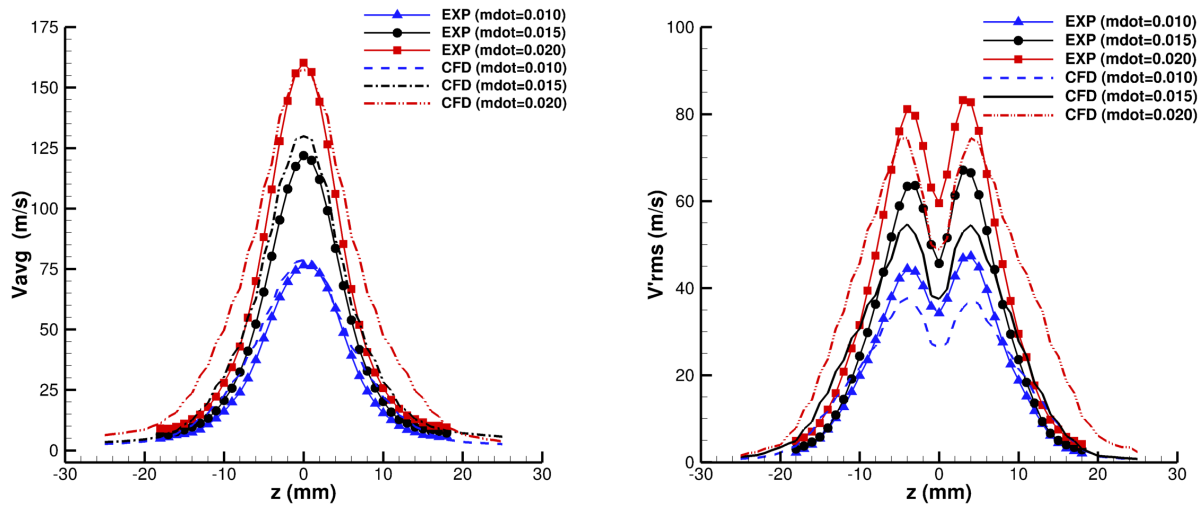 EXP (mdot=0.010)
EXP (mdot=0.015)
EXP (mdot=0.020)
CFD (mdot=0.010)
CFD (mdot=0.015)
CFD (mdot=0.020)
Vavg (m/s)
175
150
125
100
75
50
25
0
-30 -20 -10 0 10 20 30
z (mm)
EXP (mdot=0.010)
EXP (mdot=0.015)
EXP (mdot=0.020)
CFD (mdot=0.010)
CFD (mdot=0.015)
CFD (mdot=0.020)
V'rms (m/s)
100
80
60
40
20
0
-30 -20 -10 0 10 20 30
z (mm)